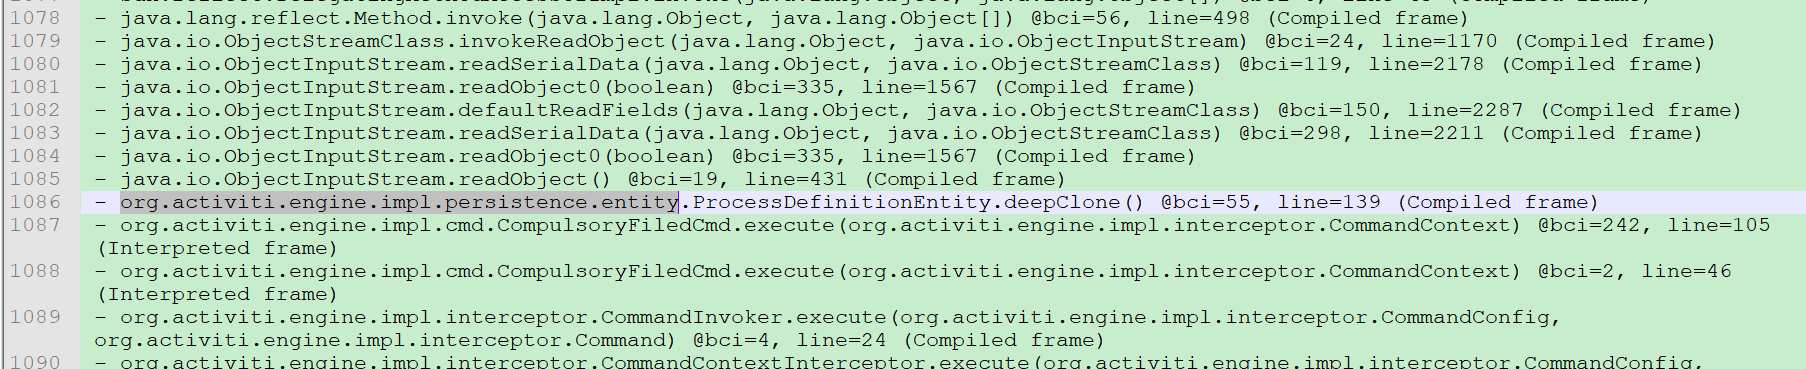 1078 - java.lang.reflect.Method.invoke(java.lang.Object, java.lang.Object[]) @bci=56, line=498 (Compiled frame)
1079 - java.io.ObjectStreamClass.invokeReadObject(java.lang.Object, java.io.ObjectInputStream) @bci=24, line=1170 (Compiled frame)
1080 - java.io.ObjectInputStream.readSerialData(java.lang.Object, java.io.ObjectStreamClass) @bci=119, line=2178 (Compiled frame)
1081 - java.io.ObjectInputStream.readObject0(boolean) @bci=335, line=1567 (Compiled frame)
1082 - java.io.ObjectInputStream.defaultReadFields(java.lang.Object, java.io.ObjectStreamClass) @bci=150, line=2287 (Compiled frame)
1083 - java.io.ObjectInputStream.readSerialData(java.lang.Object, java.io.ObjectStreamClass) @bci=298, line=2211 (Compiled frame)
1084 - java.io.ObjectInputStream.readObject0(boolean) @bci=335, line=1567 (Compiled frame)
1085 - java.io.ObjectInputStream.readObject() @bci=19, line=431 (Compiled frame)
1086 - org.activiti.engine.impl.persistence.entity.ProcessDefinitionEntity.deepClone() @bci=55, line=139 (Compiled frame)
1087 - org.activiti.engine.impl.cmd.CompulsoryFiledCmd.execute(org.activiti.engine.impl.interceptor.CommandContext) @bci=242, line=105
(Interpreted frame)
1088 - org.activiti.engine.impl.cmd.CompulsoryFiledCmd.execute(org.activiti.engine.impl.interceptor.CommandContext) @bci=2, line=46
(Interpreted frame)
1089 - org.activiti.engine.impl.interceptor.CommandInvoker.execute(org.activiti.engine.impl.interceptor.CommandConfig,
org.activiti.engine.impl.interceptor.Command) @bci=4, line=24 (Compiled frame)
1090 - org.activiti.engine.impl.interceptor.CommandContextInterceptor.execute(org.activiti.engine.impl.interceptor.CommandConfig,